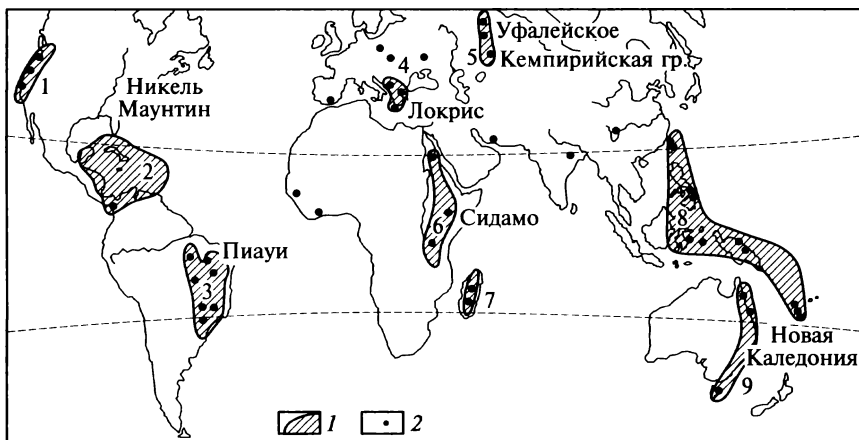 Уфалейское
5 Кемпирийская гр.
4
1
Никель
Маунтин
Локрис
2
8
6
Сидамо
Пиауи
3
7
Новая
Каледония
9
1 2